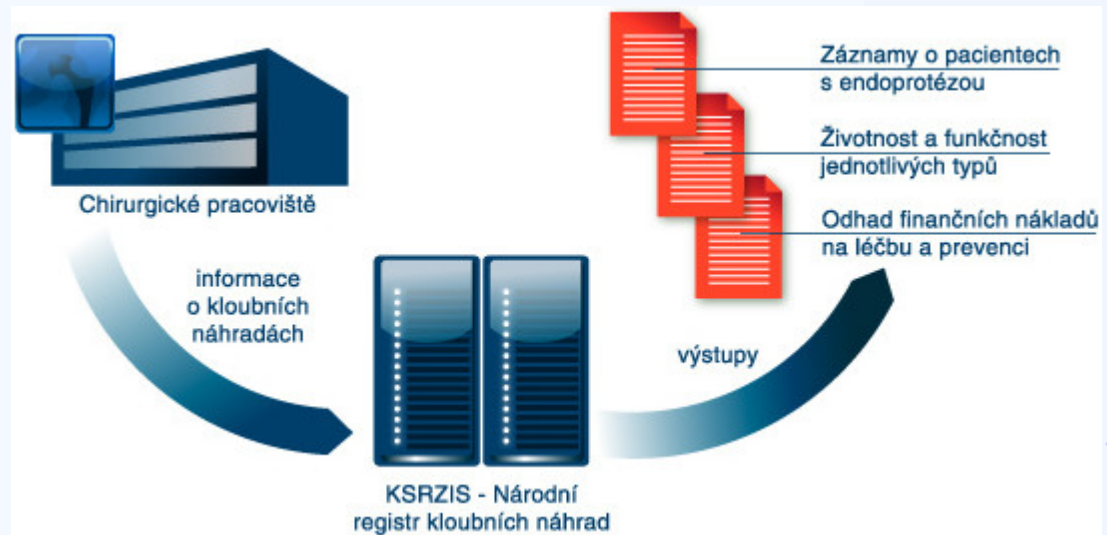 Chirurgické pracoviště
informace
o kloubních
náhradách
KSRZIS - Národní
registr kloubních náhrad
výstupy
Záznamy o pacientech
s endoprotézou
Životnost a funkčnost
jednotlivých typů
Odhad finančních nákladů
na léčbu a prevenci